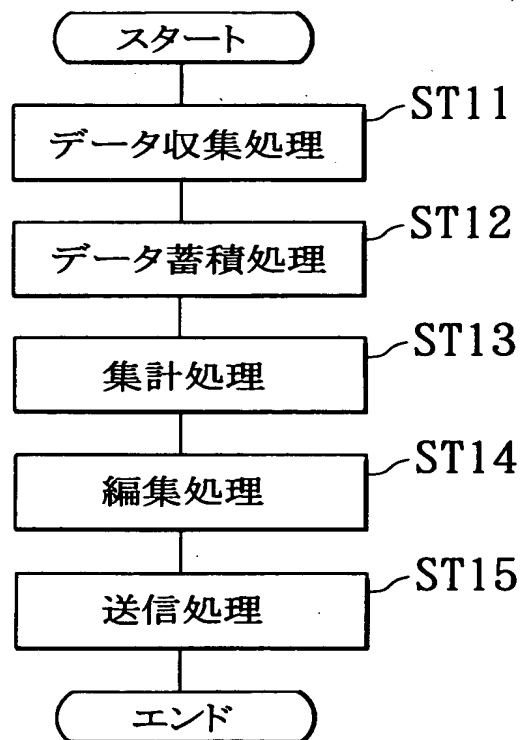 スタート
ST11
データ収集処理
ST12
データ蓄積処理
ST13
集計処理
ST14
編集処理
ST15
送信処理
エンド